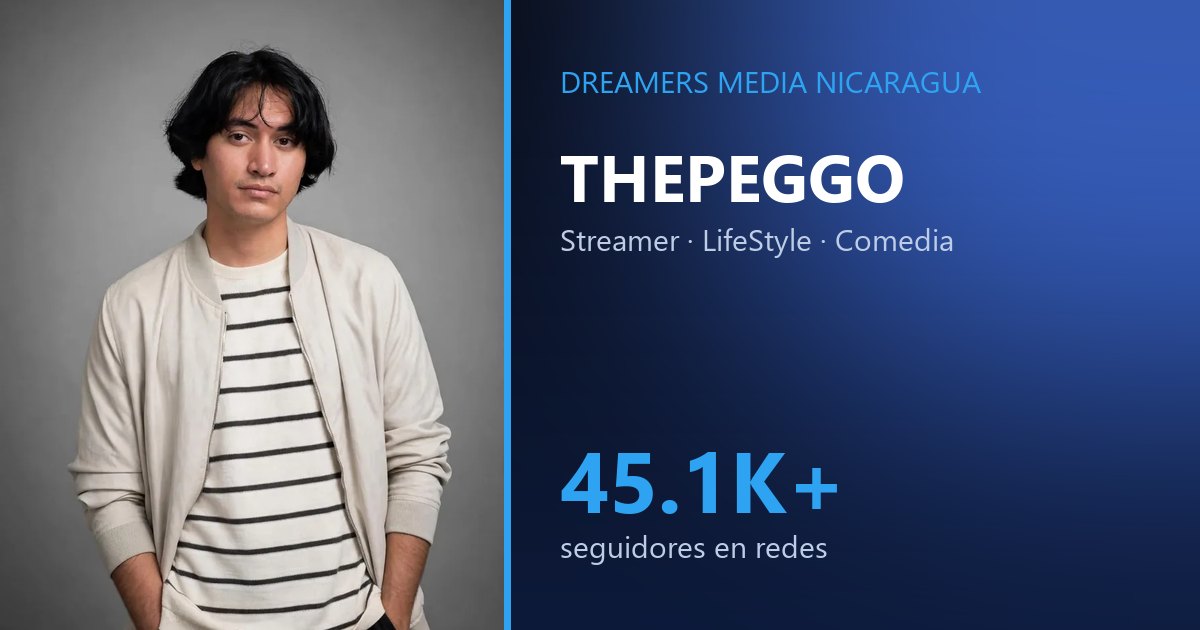 DREAMERS MEDIA NICARAGUA
THEPEGGO
Streamer · LifeStyle · Comedia
45.1K+
seguidores en redes